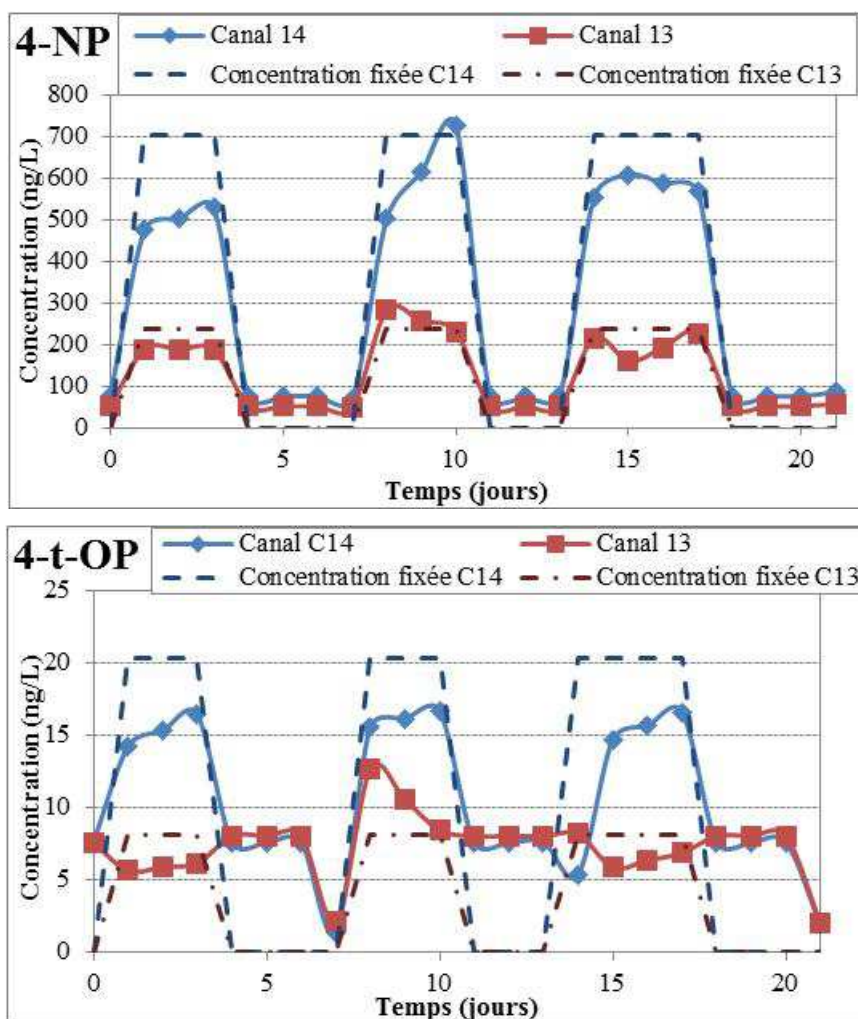 4-NP
Canal 14 Canal 13
Concentration fixée C14 Concentration fixée C13
800
700
600
500
400
300
200
100
0
Concentration (ng/L)
0 5 10 15 20
Temps (jours)
4-t-OP
Canal C14 Canal 13
Concentration fixée C14 Concentration fixée C13
25
20
15
10
5
0
Concentration (ng/L)
0 5 10 15 20
Temps (jours)